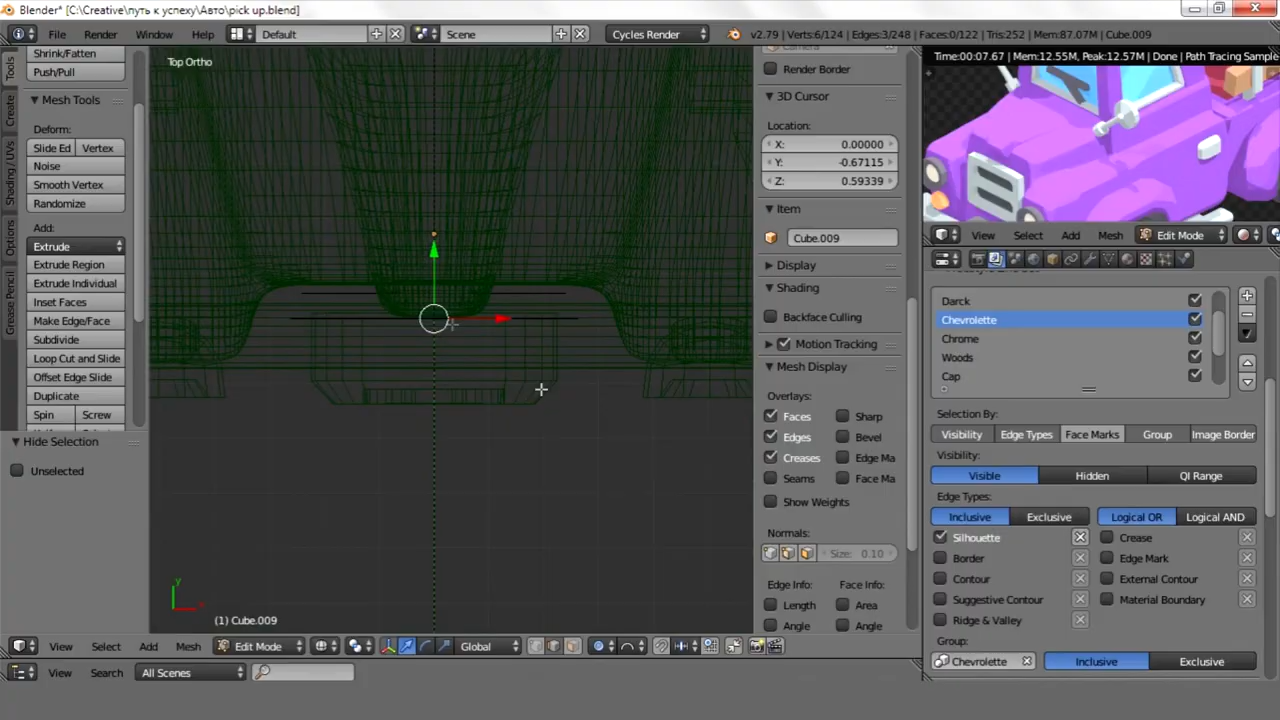 Blender* [C:\Creative\путь к успеху\Авто\pick up.blend]
File Render Window Help Default Scene Cycles Render v2.79 | Verts:6/124 | Edges:3/248 | Faces:0/122 | Tris:252 | Mem:87.07M | Cube.009
Tools
Create
Shading / UVs
Options
Grease Pencil
Shrink/Fatten
Push/Pull
Mesh Tools
Deform:
Slide Ed Vertex
Noise
Smooth Vertex
Randomize
Add:
Extrude
Extrude Region
Extrude Individual
Inset Faces
Make Edge/Face
Subdivide
Loop Cut and Slide
Offset Edge Slide
Duplicate
Spin Screw
Hide Selection
Unselected
Top Ortho
y
x
(1) Cube.009
View Select Add Mesh Edit Mode Global
View Search All Scenes
Render Border
3D Cursor
Location:
X: 0.00000
Y: -0.67115
Z: 0.59339
Item
Cube.009
Display
Shading
Backface Culling
Motion Tracking
Mesh Display
Overlays:
Faces Sharp
Edges Bevel
Creases Edge Ma
Seams Face Ma
Show Weights
Normals:
Size: 0.10
Edge Info: Face Info:
Length Area
Angle Angle
Time:00:07.67 | Mem:12.55M, Peak:12.57M | Done | Path Tracing Sample
View Select Add Mesh Edit Mode
Darck
Chevrolette
Chrome
Woods
Cap
Selection By:
Visibility Edge Types Face Marks Group Image Border
Visibility:
Visible Hidden QI Range
Edge Types:
Inclusive Exclusive Logical OR Logical AND
Silhouette Crease
Border Edge Mark
Contour External Contour
Suggestive Contour Material Boundary
Ridge & Valley
Group:
Chevrolette Inclusive Exclusive